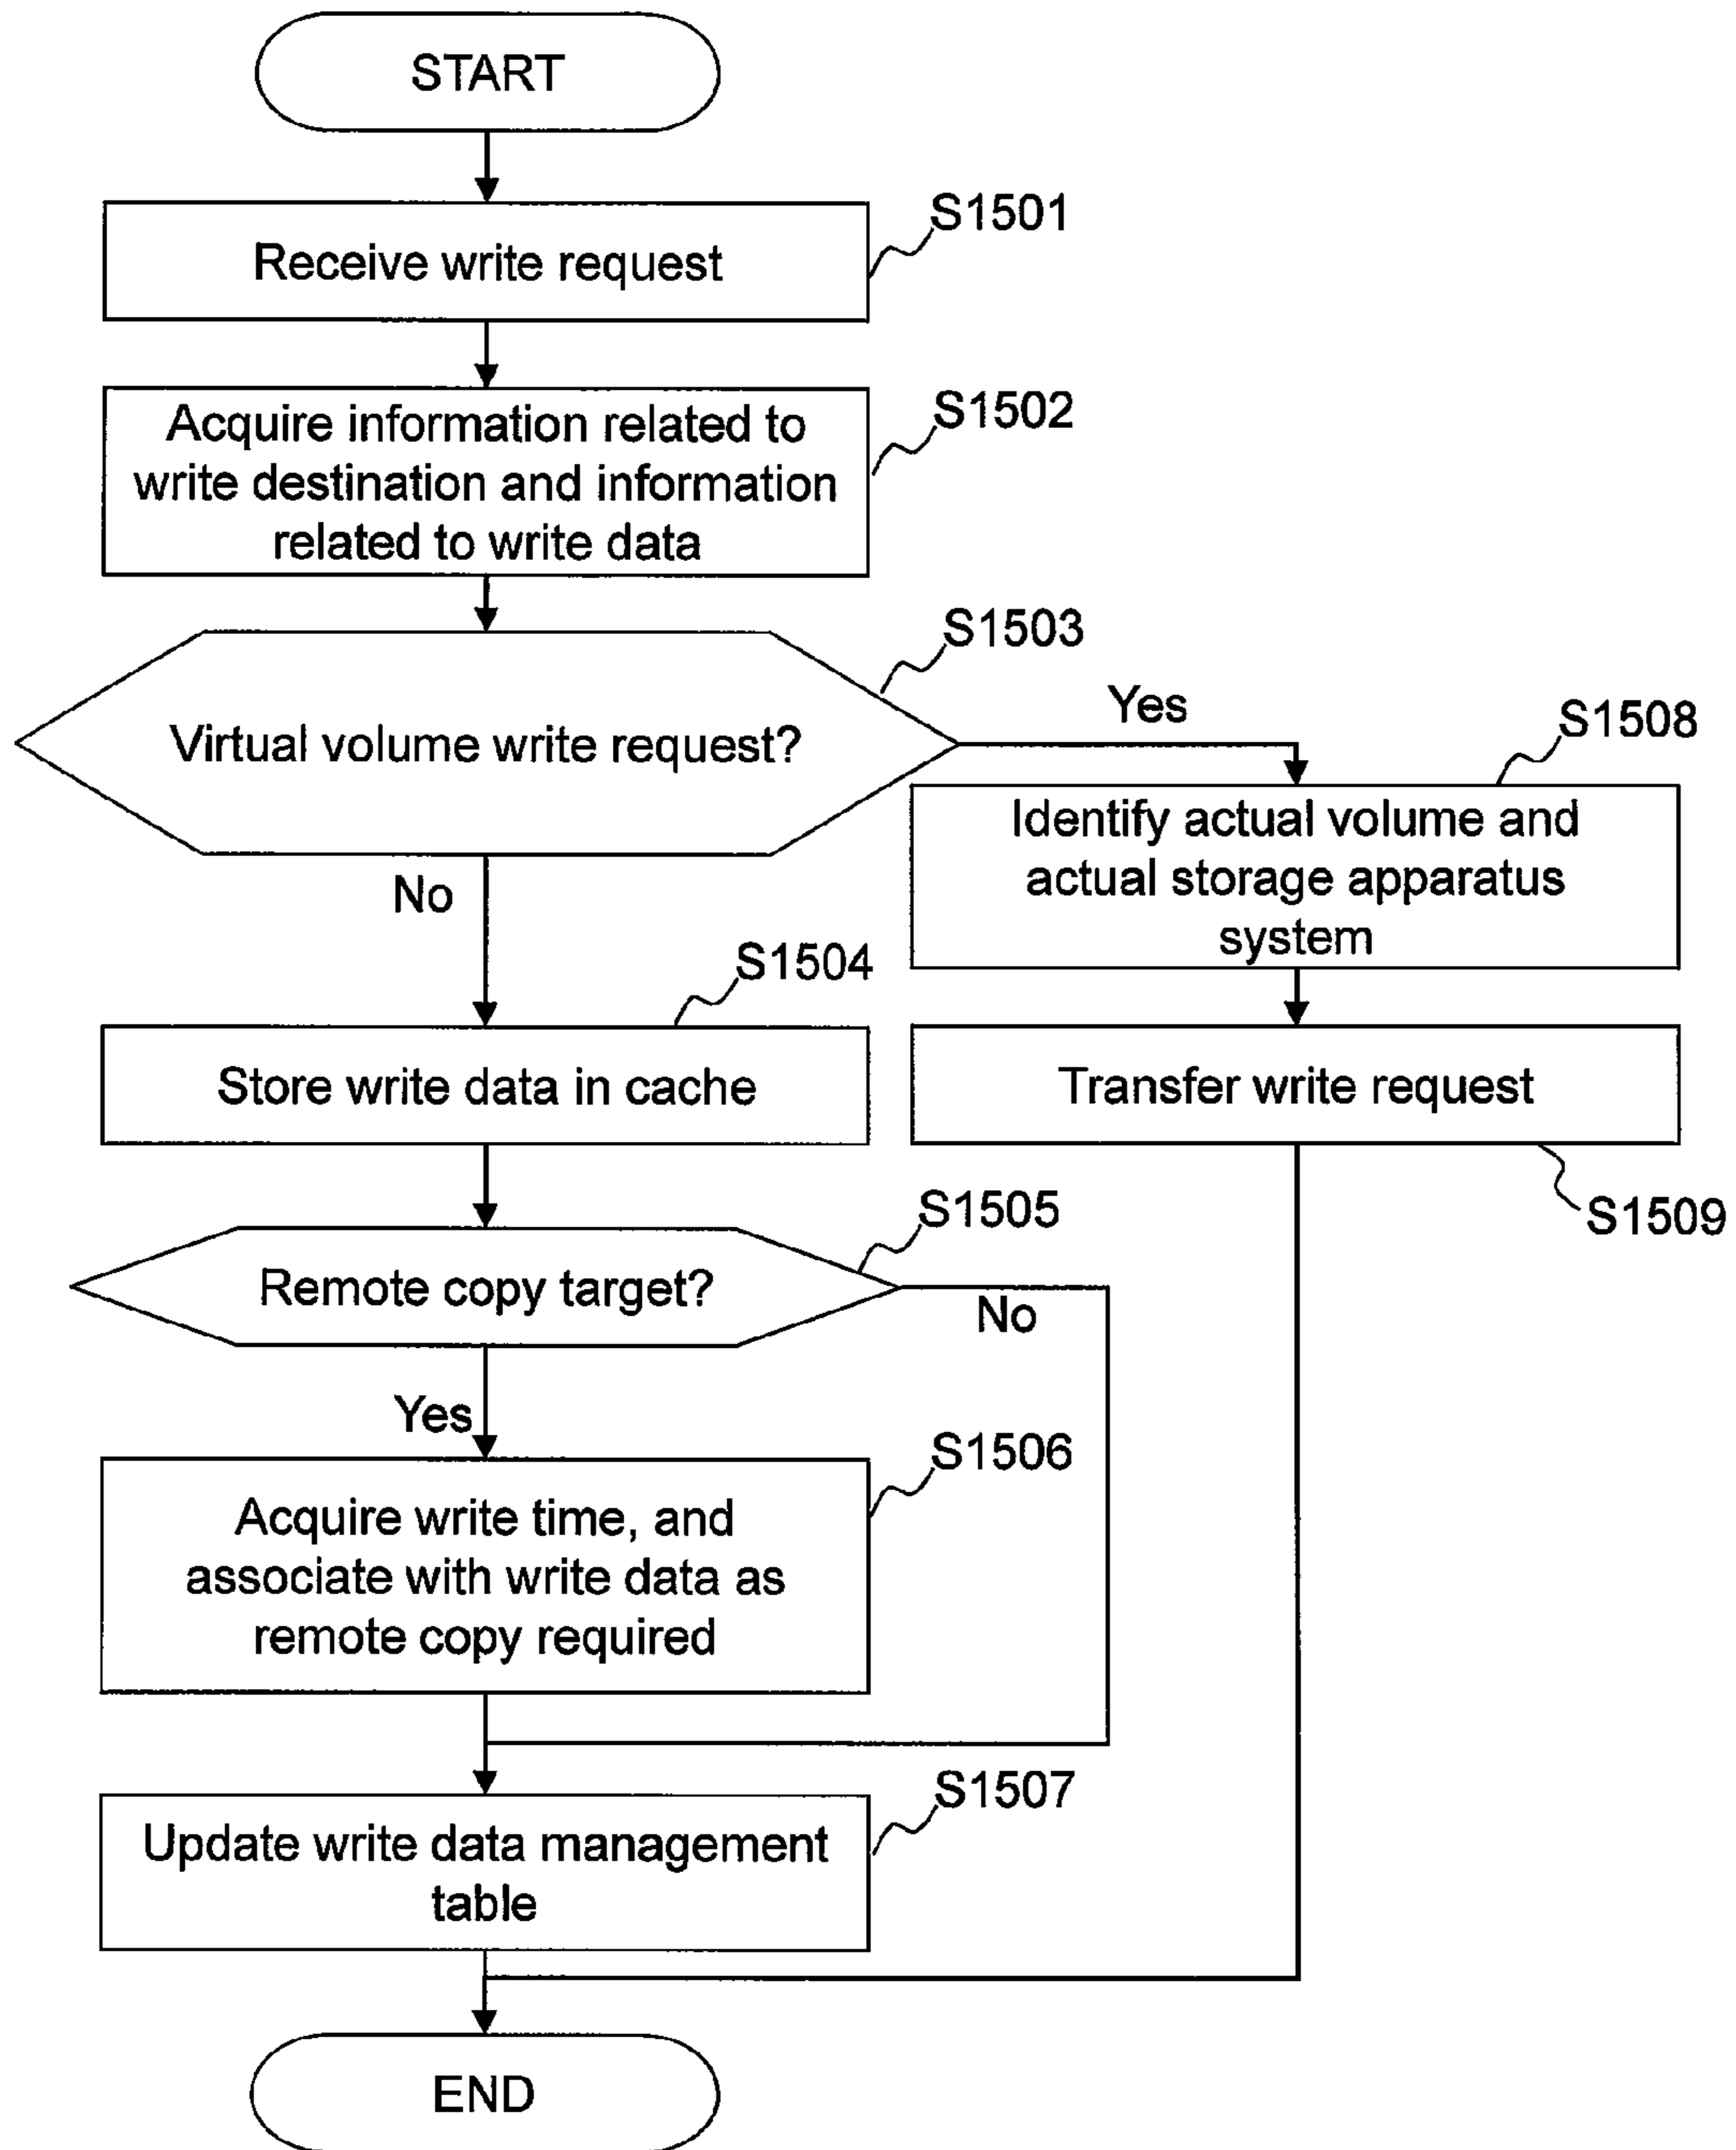 START
S1501
Receive write request
S1502
Acquire information related to
write destination and information
related to write data
S1503
Virtual volume write request?
Yes
No
S1508
Identify actual volume and
actual storage apparatus
system
S1504
Store write data in cache
Transfer write request
S1509
S1505
Remote copy target?
No
Yes
S1506
Acquire write time, and
associate with write data as
remote copy required
S1507
Update write data management
table
END